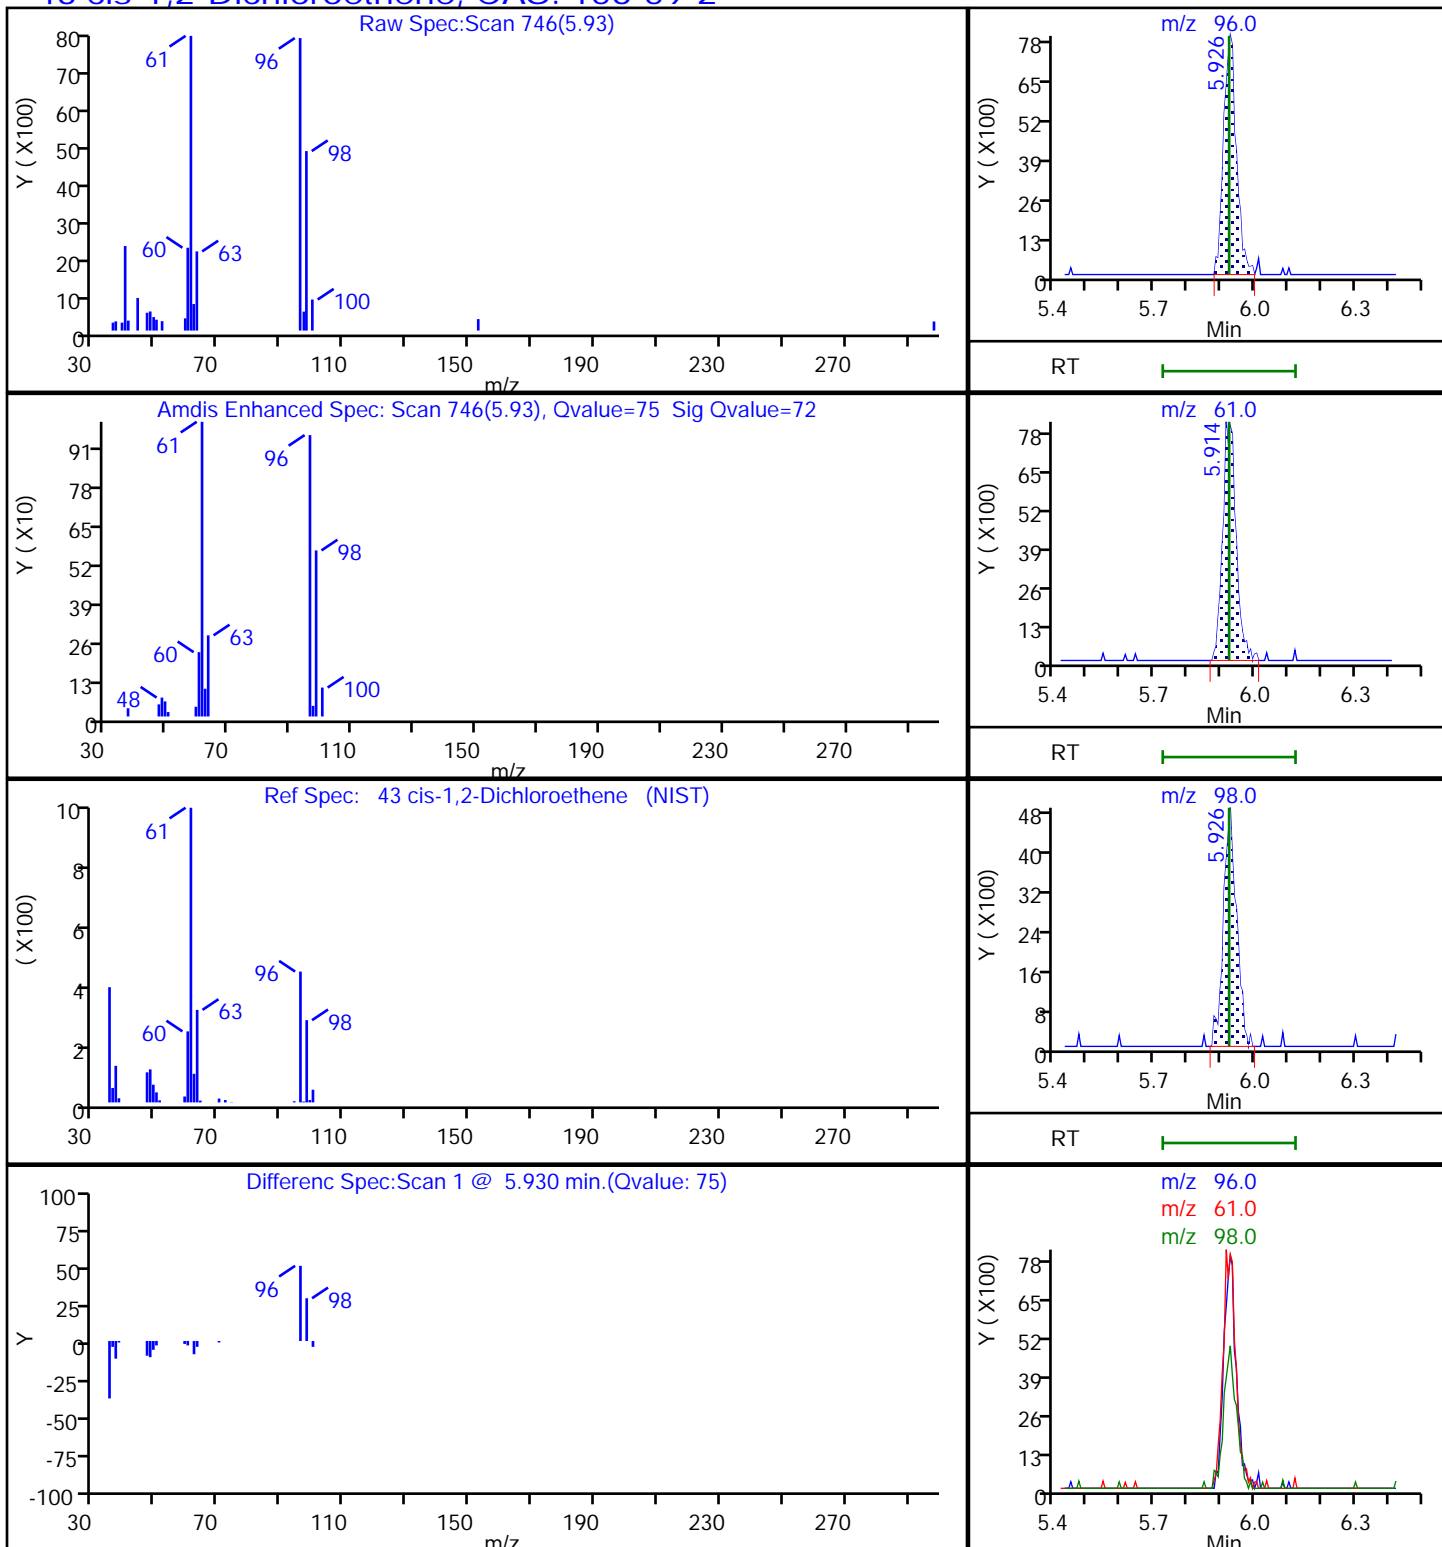 Raw Spec:Scan 746(5.93)
80
70
60
50
40
30
20
10
0
Y ( X100)
61
96
98
60
63
100
30 70 110 150 190 230 270
m/z
m/z 96.0
78
65
52
39
26
13
0
Y ( X100)
5.926
5.4 5.7 6.0 6.3
Min
RT
Amdis Enhanced Spec: Scan 746(5.93), Qvalue=75 Sig Qvalue=72
91
78
65
52
39
26
13
0
Y ( X10)
61
96
98
60
63
48
100
30 70 110 150 190 230 270
m/z
m/z 61.0
78
65
52
39
26
13
0
Y ( X100)
5.914
5.4 5.7 6.0 6.3
Min
RT
Ref Spec: 43 cis-1,2-Dichloroethene (NIST)
10
8
6
4
2
0
( X100)
61
96
60
63
98
30 70 110 150 190 230 270
m/z 98.0
48
40
32
24
16
8
0
Y ( X100)
5.926
5.4 5.7 6.0 6.3
Min
RT
Differenc Spec:Scan 1 @ 5.930 min.(Qvalue: 75)
100
75
50
25
0
-25
-50
-75
-100
Y
96
98
30 70 110 150 190 230 270
m/z
m/z 96.0
m/z 61.0
m/z 98.0
78
65
52
39
26
13
0
Y ( X100)
5.4 5.7 6.0 6.3
Min